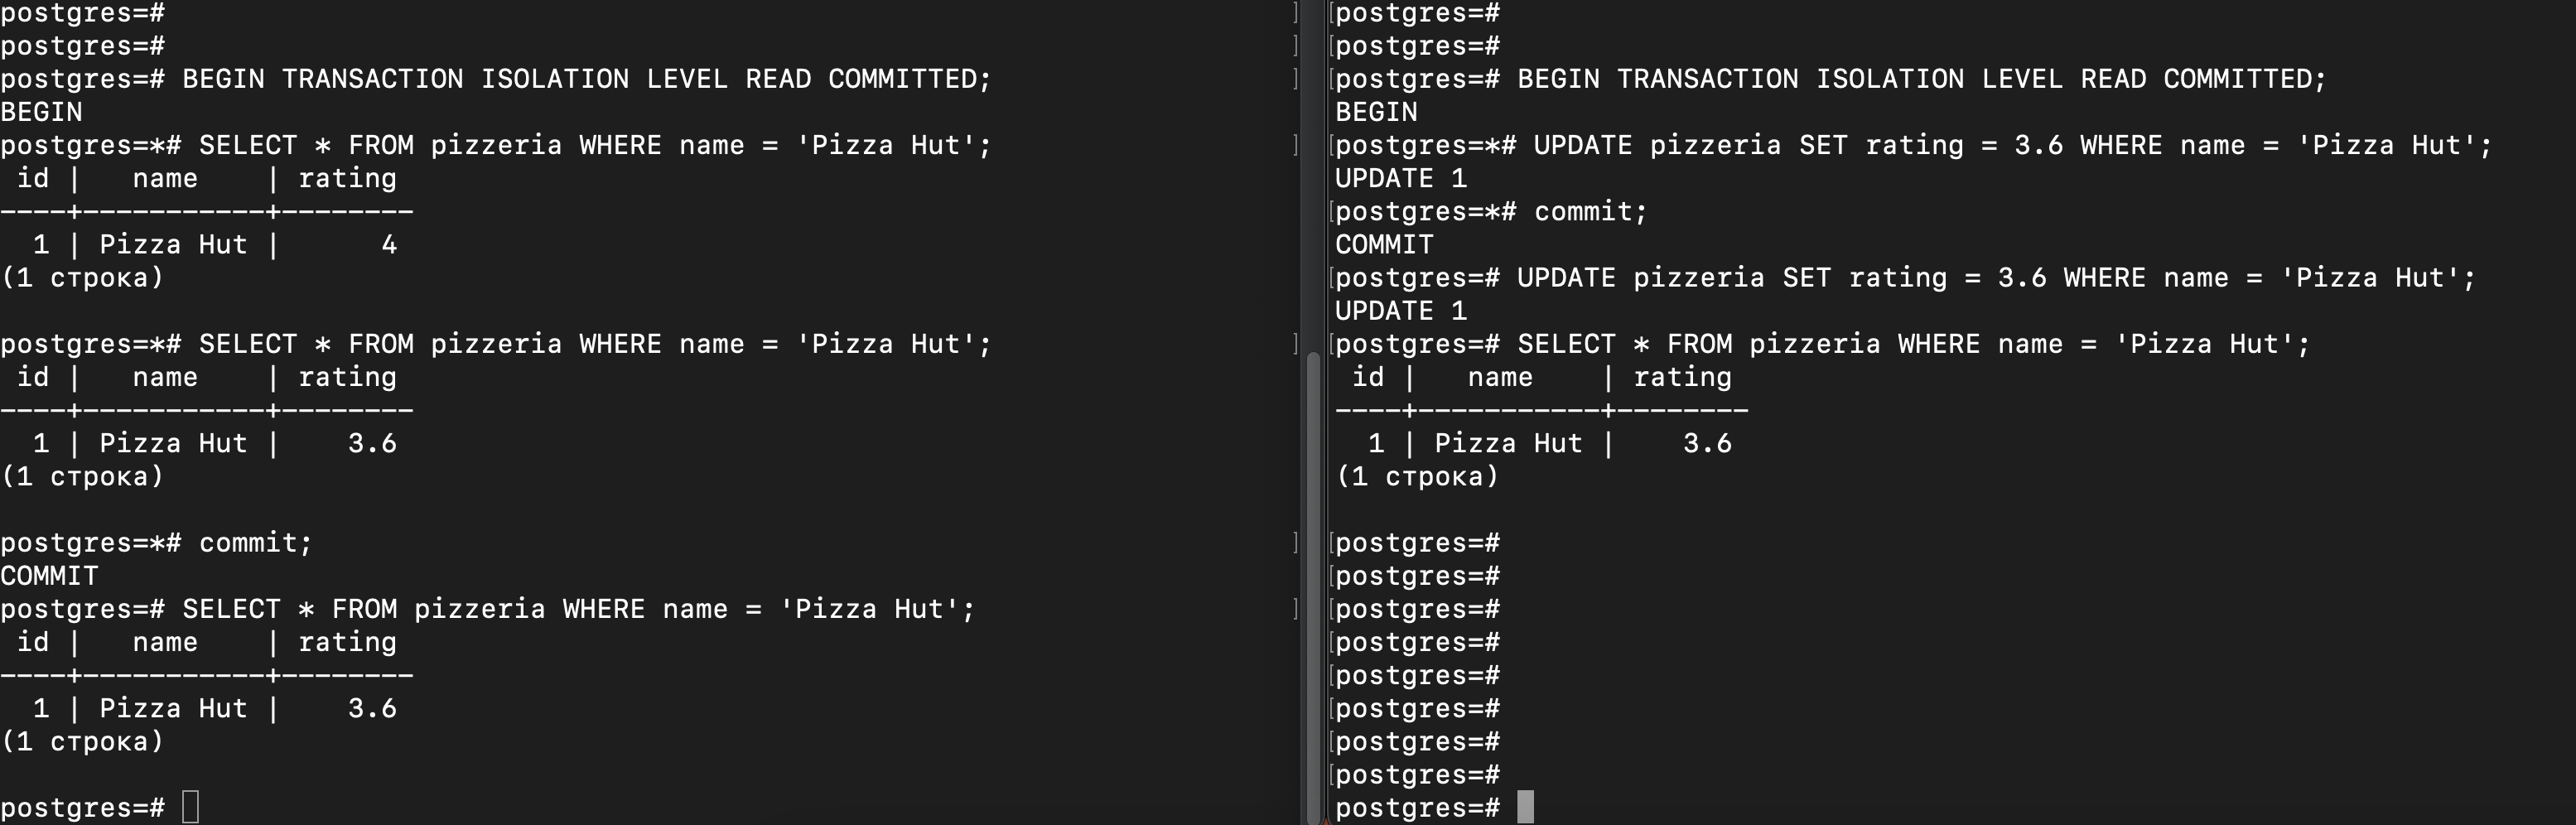 postgres=#
postgres=#
postgres=# BEGIN TRANSACTION ISOLATION LEVEL READ COMMITTED;
BEGIN
postgres=*# SELECT * FROM pizzeria WHERE name = 'Pizza Hut';
 id |   name    | rating
----+-----------+--------
  1 | Pizza Hut |      4
(1 строка)

postgres=*# SELECT * FROM pizzeria WHERE name = 'Pizza Hut';
 id |   name    | rating
----+-----------+--------
  1 | Pizza Hut |    3.6
(1 строка)

postgres=*# commit;
COMMIT
postgres=# SELECT * FROM pizzeria WHERE name = 'Pizza Hut';
 id |   name    | rating
----+-----------+--------
  1 | Pizza Hut |    3.6
(1 строка)

postgres=#
postgres=#
postgres=#
postgres=# BEGIN TRANSACTION ISOLATION LEVEL READ COMMITTED;
BEGIN
postgres=*# UPDATE pizzeria SET rating = 3.6 WHERE name = 'Pizza Hut';
UPDATE 1
postgres=*# commit;
COMMIT
postgres=# UPDATE pizzeria SET rating = 3.6 WHERE name = 'Pizza Hut';
UPDATE 1
postgres=# SELECT * FROM pizzeria WHERE name = 'Pizza Hut';
 id |   name    | rating
----+-----------+--------
  1 | Pizza Hut |    3.6
(1 строка)

postgres=#
postgres=#
postgres=#
postgres=#
postgres=#
postgres=#
postgres=#
postgres=#
postgres=#